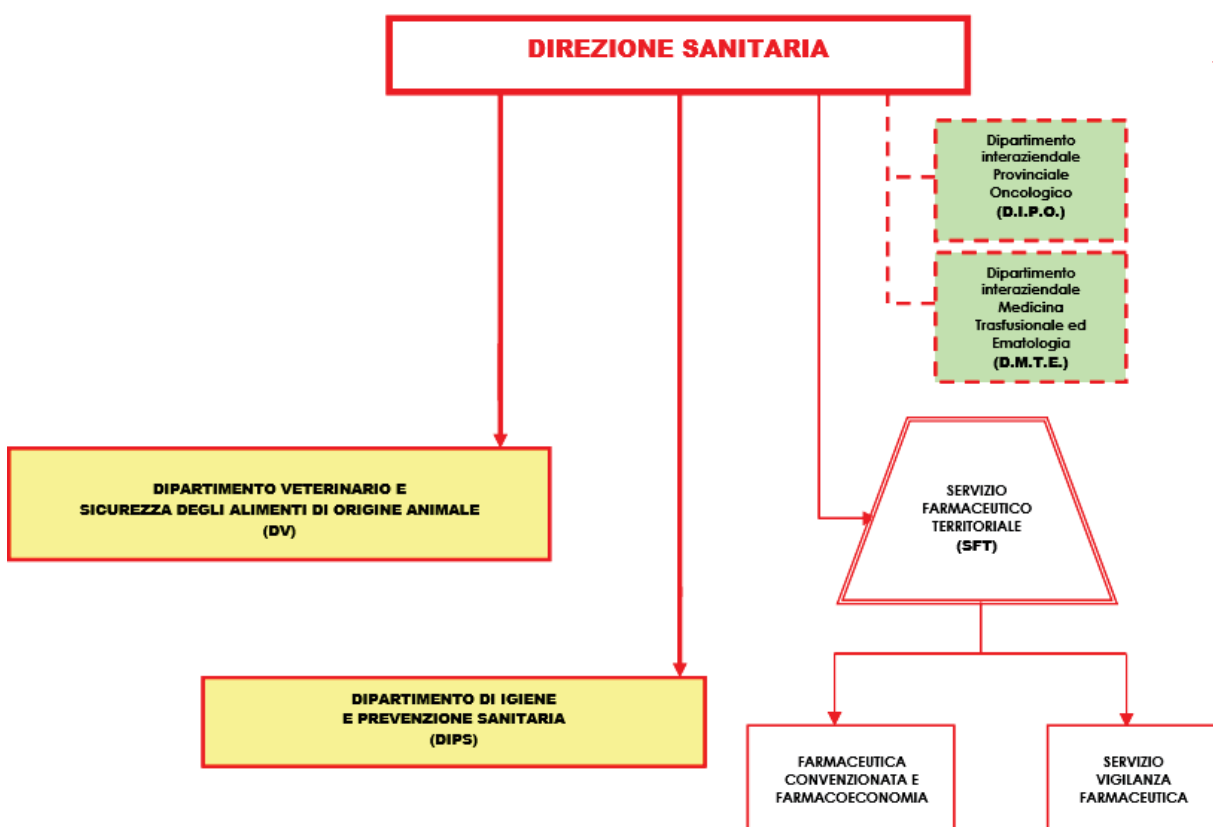 DIREZIONE SANITARIA
Dipartimento
interaziendale
Provinciale
Oncologico
(D.I.P.O.)
Dipartimento
interaziendale
Medicina
Trasfusionale ed
Ematologia
(D.M.T.E.)
DIPARTIMENTO VETERINARIO E
SICUREZZA DEGLI ALIMENTI DI ORIGINE ANIMALE
(DV)
SERVIZIO
FARMACEUTICO
TERRITORIALE
(SFT)
DIPARTIMENTO DI IGIENE
E PREVENZIONE SANITARIA
(DIPS)
FARMACEUTICA
CONVENZIONATA E
FARMACOECONOMIA
SERVIZIO
VIGILANZA
FARMACEUTICA